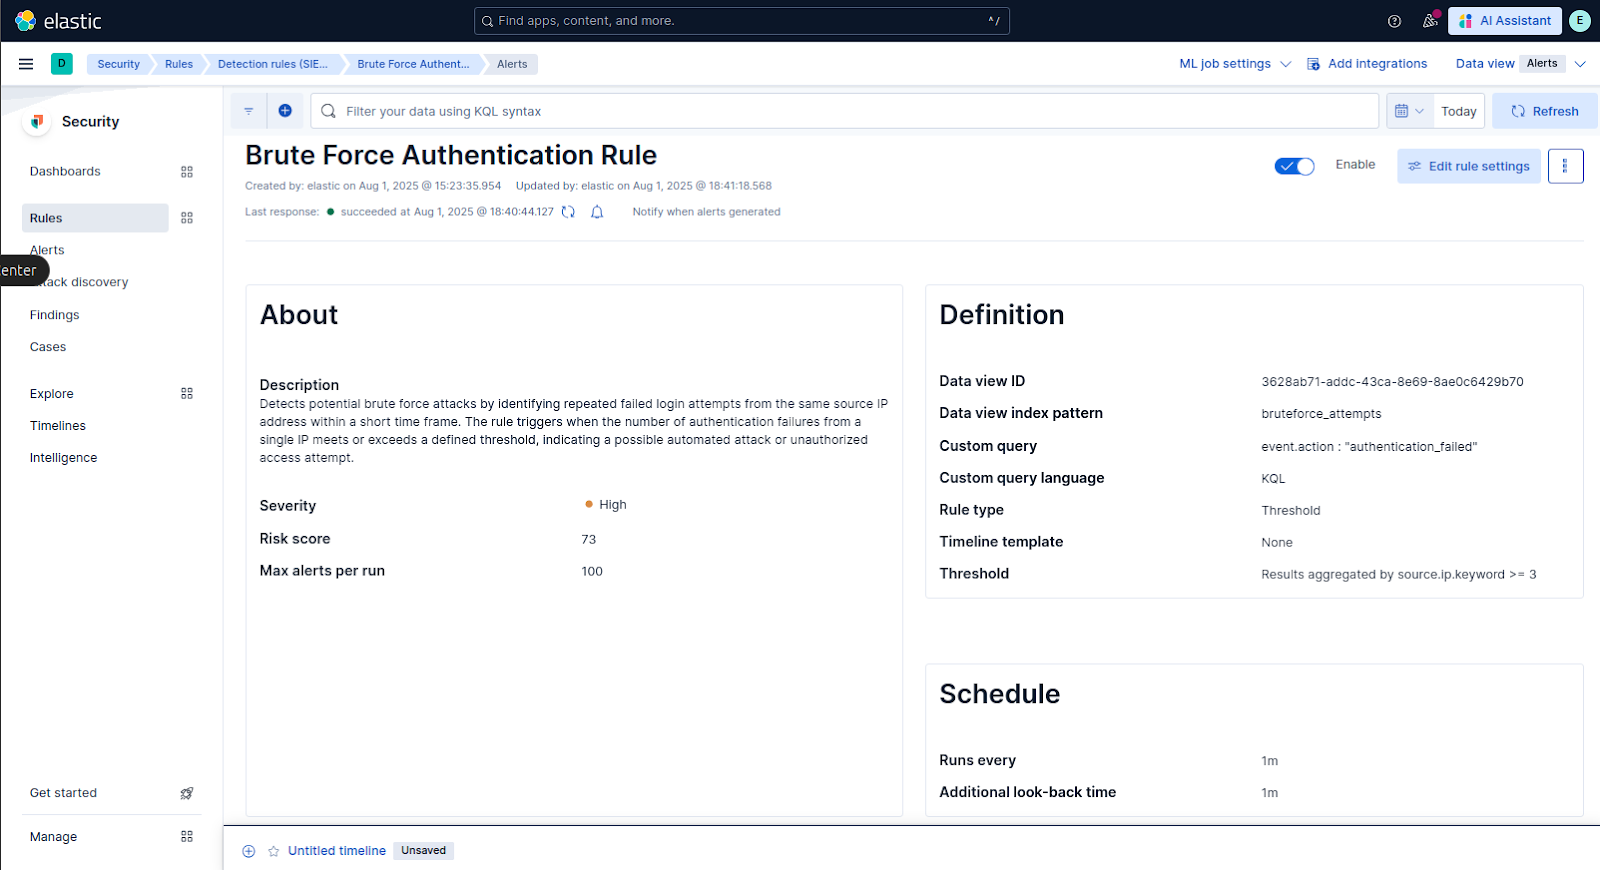 elastic
Find apps, content, and more.
^/
AI Assistant
E
D
Security
Rules
Detection rules (SIE...
Brute Force Authent...
Alerts
ML job settings
Add integrations
Data view
Alerts
Security
Filter your data using KQL syntax
Today
Refresh
Dashboards
Rules
Alerts
enter
tack discovery
Findings
Cases
Explore
Timelines
Intelligence
Get started
Manage
Brute Force Authentication Rule
Enable
Edit rule settings
Created by: elastic on Aug 1, 2025 @ 15:23:35.954 Updated by: elastic on Aug 1, 2025 @ 18:41:18.568
Last response: succeeded at Aug 1, 2025 @ 18:40:44.127 Notify when alerts generated
About
Description
Detects potential brute force attacks by identifying repeated failed login attempts from the same source IP
address within a short time frame. The rule triggers when the number of authentication failures from a
single IP meets or exceeds a defined threshold, indicating a possible automated attack or unauthorized
access attempt.
Severity High
Risk score 73
Max alerts per run 100
Definition
Data view ID 3628ab71-addc-43ca-8e69-8ae0c6429b70
Data view index pattern bruteforce_attempts
Custom query event.action : "authentication_failed"
Custom query language KQL
Rule type Threshold
Timeline template None
Threshold Results aggregated by source.ip.keyword >= 3
Schedule
Runs every 1m
Additional look-back time 1m
Untitled timeline Unsaved